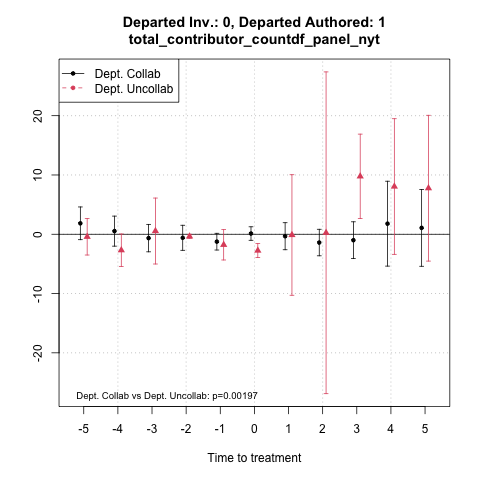 Departed Inv.: 0, Departed Authored: 1
total_contributor_countdf_panel_nyt
Dept. Collab
Dept. Uncollab
20
10
0
-10
-20
Dept. Collab vs Dept. Uncollab: p=0.00197
-5 -4 -3 -2 -1 0 1 2 3 4 5
Time to treatment